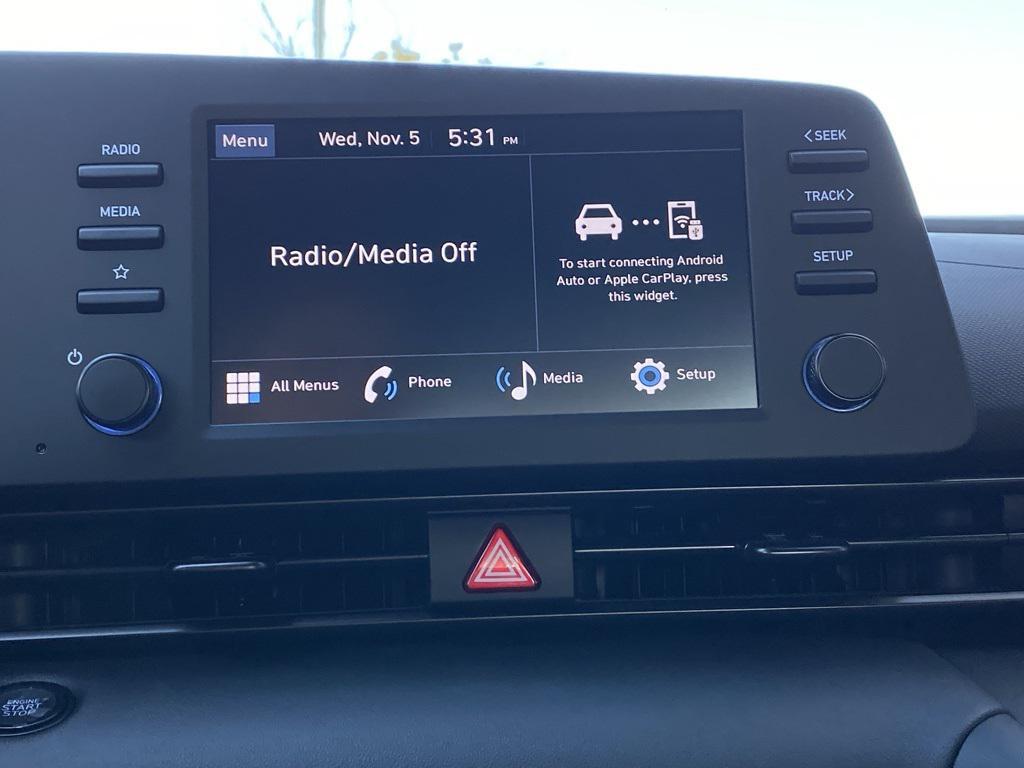 RADIO
MEDIA
Menu
Wed, Nov. 5
5:31 PM
Radio/Media Off
To start connecting Android
Auto or Apple CarPlay, press
this widget.
All Menus
Phone
Media
Setup
<SEEK
TRACK>
SETUP
ENGINE
START
STOP